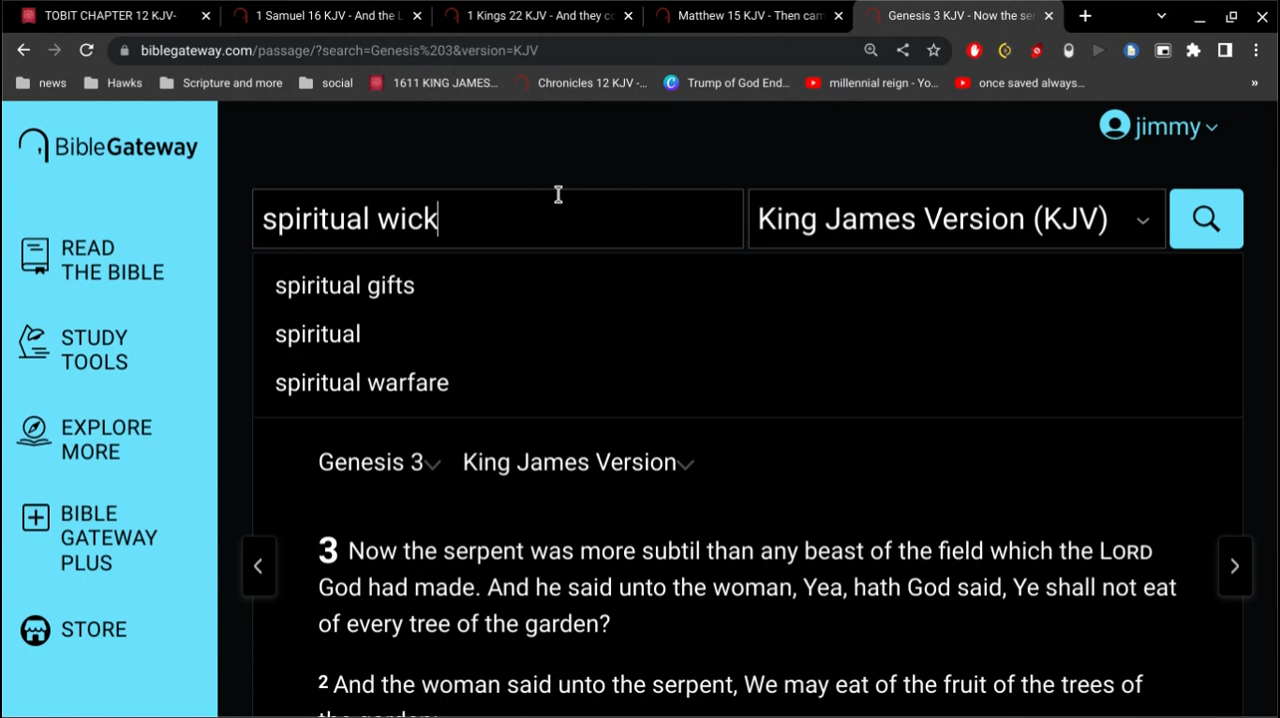 TOBIT CHAPTER 12 KJV-
1 Samuel 16 KJV - And the L
1 Kings 22 KJV - And they co
Matthew 15 KJV - Then cam
Genesis 3 KJV - Now the se
biblegateway.com/passage/?search=Genesis%203&version=KJV
news
Hawks
Scripture and more
social
1611 KING JAMES...
Chronicles 12 KJV -...
Trump of God End...
millennial reign - Yo...
once saved always...
BibleGateway
jimmy
spiritual wick
King James Version (KJV)
spiritual gifts
spiritual
spiritual warfare
READ
THE BIBLE
STUDY
TOOLS
EXPLORE
MORE
BIBLE
GATEWAY
PLUS
STORE
Genesis 3
King James Version
3 Now the serpent was more subtil than any beast of the field which the LORD
God had made. And he said unto the woman, Yea, hath God said, Ye shall not eat
of every tree of the garden?
2 And the woman said unto the serpent, We may eat of the fruit of the trees of
the garden: